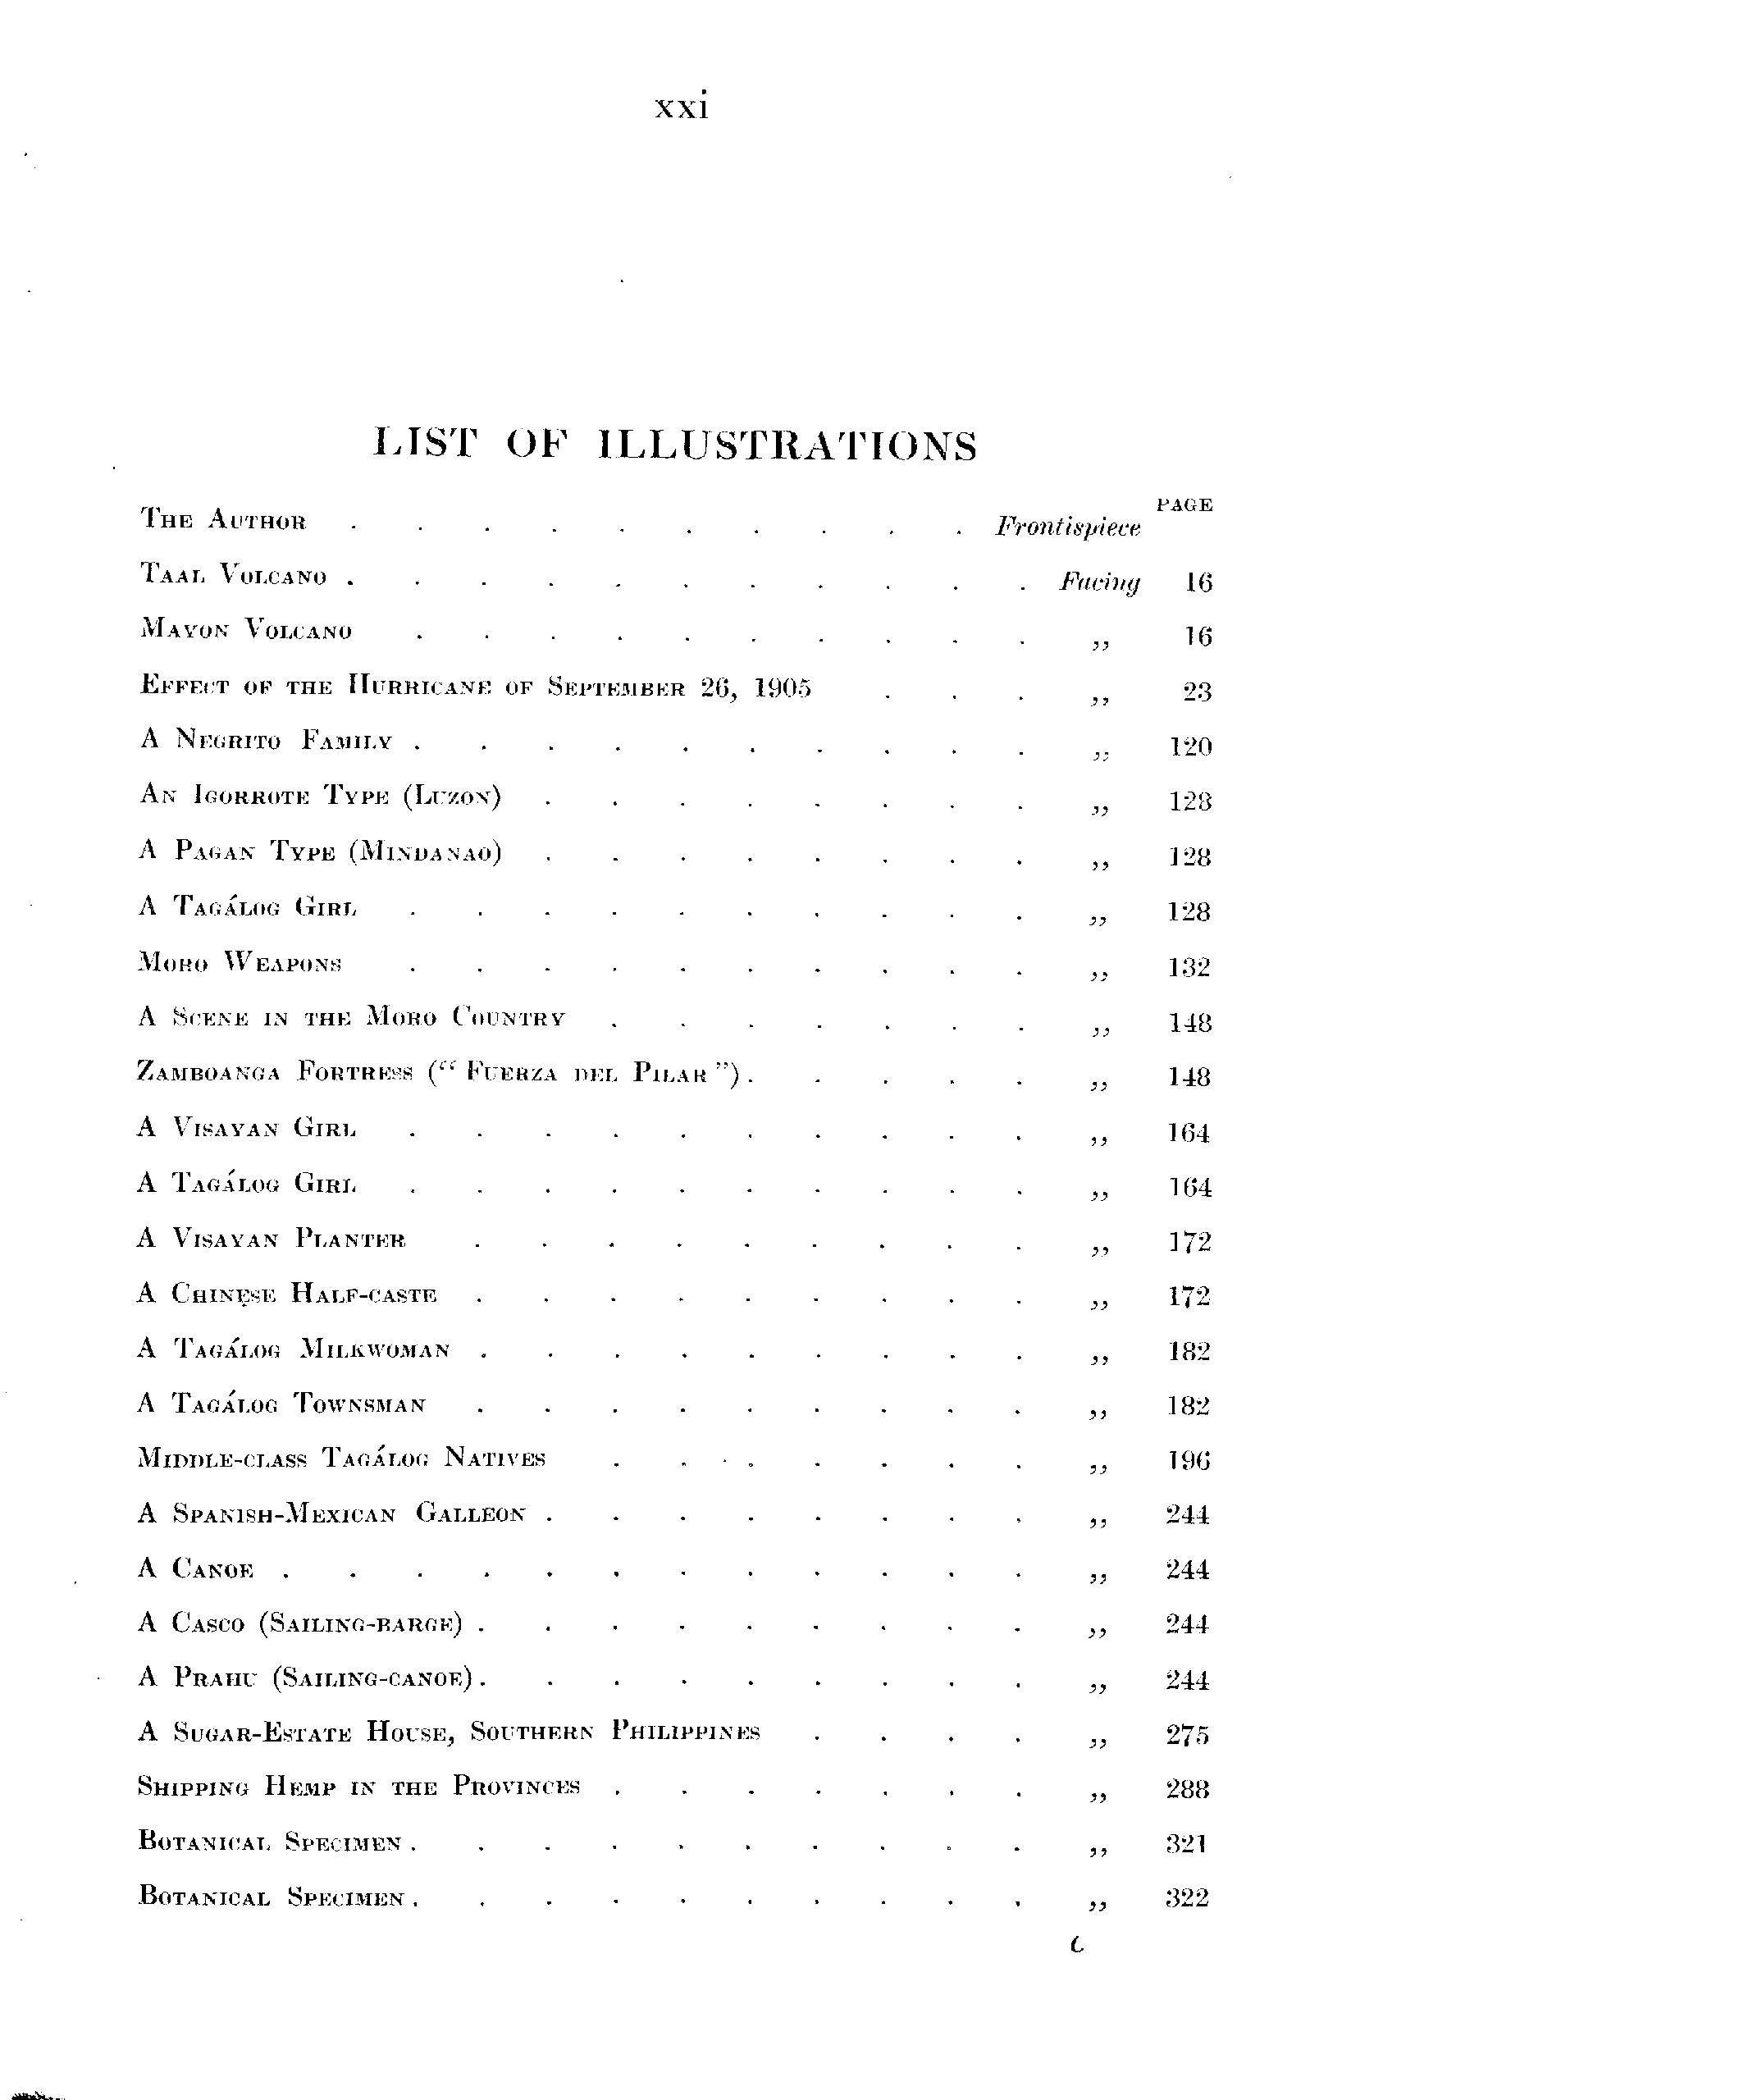 xxi
LIST OF ILLUSTRATIONS
PAGE
The Author . . . . . . . . . . Frontispiece
Taal Volcano . . . . . . . . . . . Facing 16
Mayon Volcano . . . . . . . . . . ,, 16
Effect of the Hurricane of September 26, 1905 . . . ,, 23
A Negrito Family . . . . . . . . . . ,, 120
An Igorrote Type (Luzon) . . . . . . . . ,, 128
A Pagan Type (Mindanao) . . . . . . . . ,, 128
A Tagálog Girl . . . . . . . . . . ,, 128
Moro Weapons . . . . . . . . . . ,, 132
A Scene in the Moro Country . . . . . . . ,, 148
Zamboanga Fortress (“ Fuerza del Pilar ”) . . . . . ,, 148
A Visayan Girl . . . . . . . . . . ,, 164
A Tagálog Girl . . . . . . . . . . ,, 164
A Visayan Planter . . . . . . . . . ,, 172
A Chinese Half-caste . . . . . . . . . ,, 172
A Tagálog Milkwoman . . . . . . . . . ,, 182
A Tagálog Townsman . . . . . . . . . ,, 182
Middle-class Tagálog Natives . . . . . . . ,, 196
A Spanish-Mexican Galleon . . . . . . . . ,, 244
A Canoe . . . . . . . . . . . . ,, 244
A Casco (Sailing-barge) . . . . . . . . . ,, 244
A Prahu (Sailing-canoe) . . . . . . . . . ,, 244
A Sugar-Estate House, Southern Philippines . . . . ,, 275
Shipping Hemp in the Provinces . . . . . . . ,, 288
Botanical Specimen . . . . . . . . . . ,, 321
Botanical Specimen . . . . . . . . . . ,, 322
c